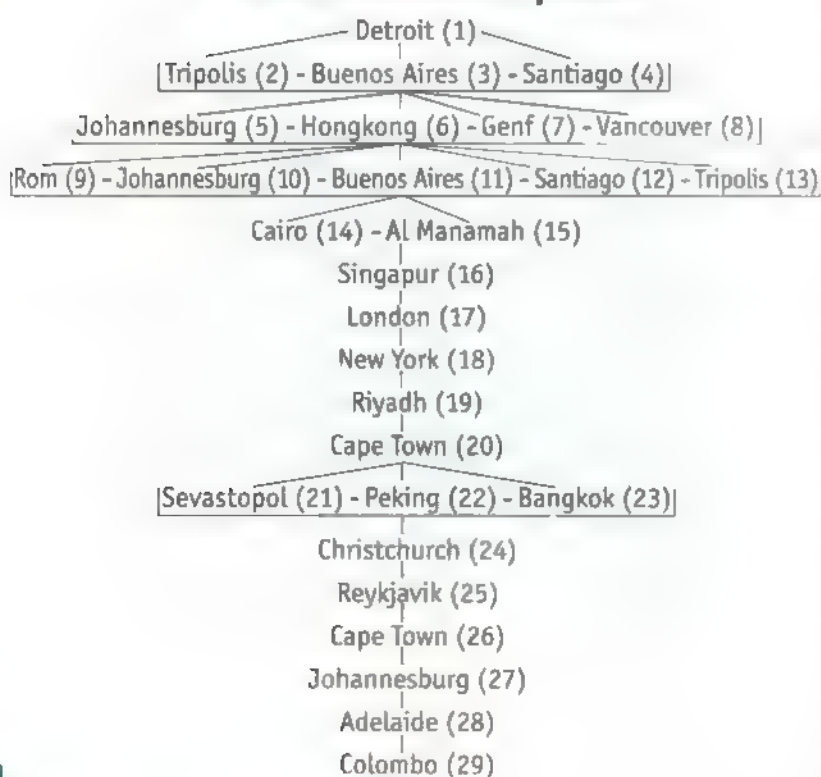 Detroit (1)
Tripolis (2) - Buenos Aires (3) - Santiago (4)
Johannesburg (5) - Hongkong (6) - Genf (7) - Vancouver (8)
Rom (9) - Johannesburg (10) - Buenos Aires (11) - Santiago (12) - Tripolis (13)
Cairo (14) - Al Manamah (15)
Singapur (16)
London (17)
New York (18)
Riyadh (19)
Cape Town (20)
Sevastopol (21) - Peking (22) - Bangkok (23)
Christchurch (24)
Reykjavik (25)
Cape Town (26)
Johannesburg (27)
Adelaide (28)
Colombo (29)